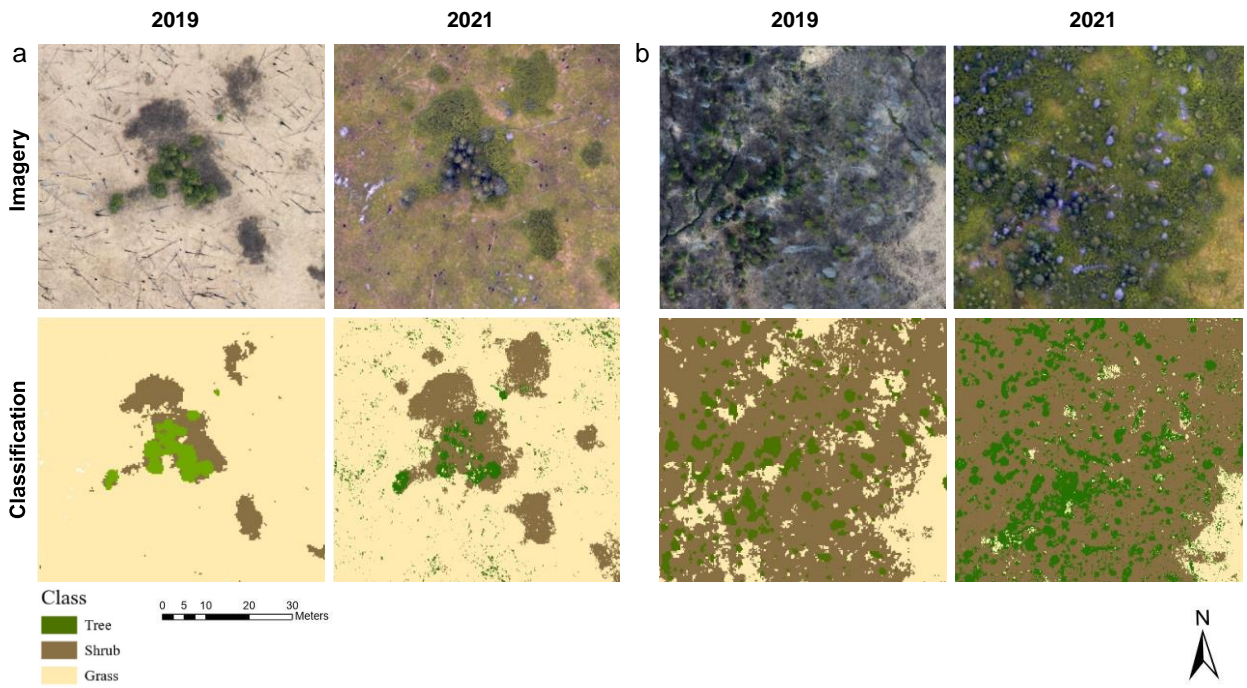 2019 2021 2019 2021
a b
Imagery
Classification
Class
Tree
Shrub
Grass
0 5 10 20 30
Meters
N